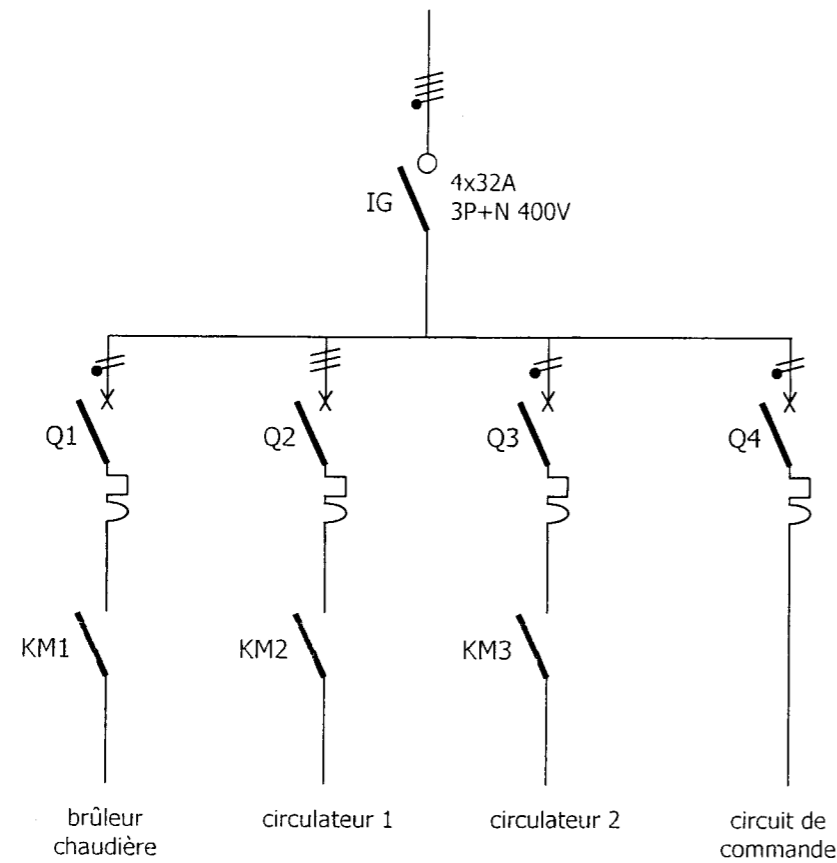 IG
4x32A
3P+N 400V
Q1
Q2
Q3
Q4
KM1
KM2
KM3
brûleur
chaudière
circulateur 1
circulateur 2
circuit de
commande